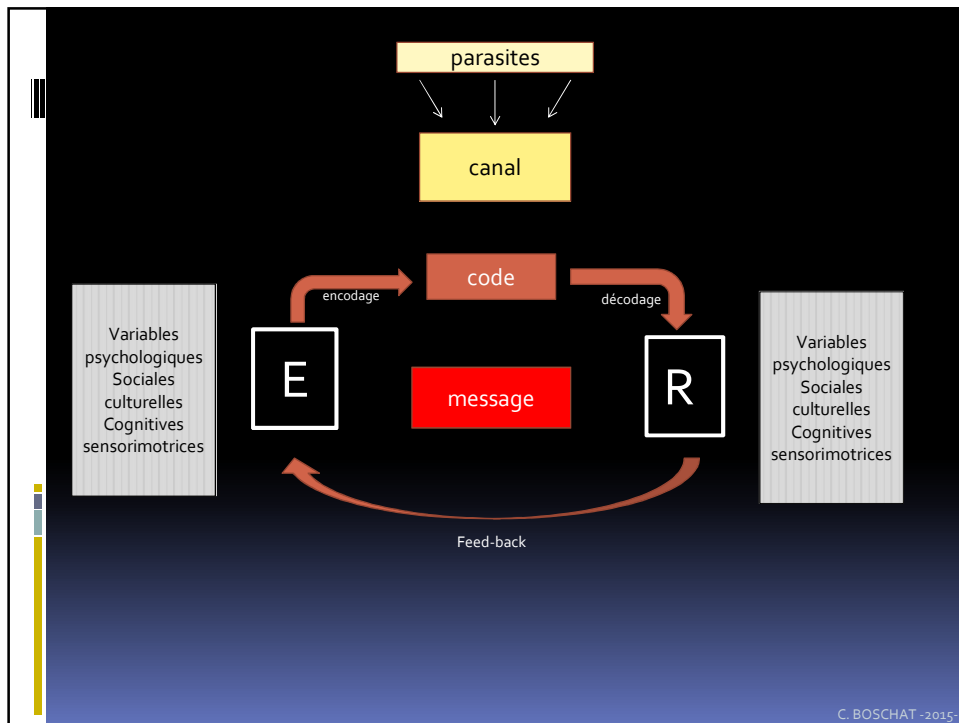 parasites
canal
code
encodage
décodage
Variables
psychologiques
Sociales
culturelles
Cognitives
sensorimotrices
E
message
R
Variables
psychologiques
Sociales
culturelles
Cognitives
sensorimotrices
Feed-back
C. BOSCHAT -2015-